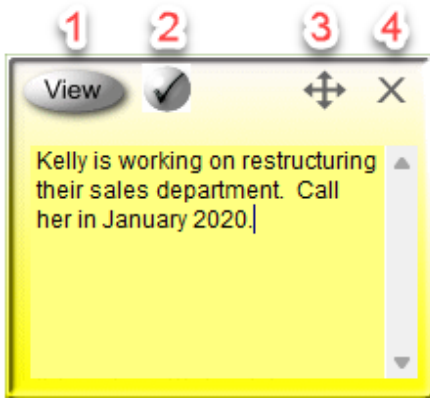 1 2 3 4
View
Kelly is working on restructuring
their sales department.  Call
her in January 2020.